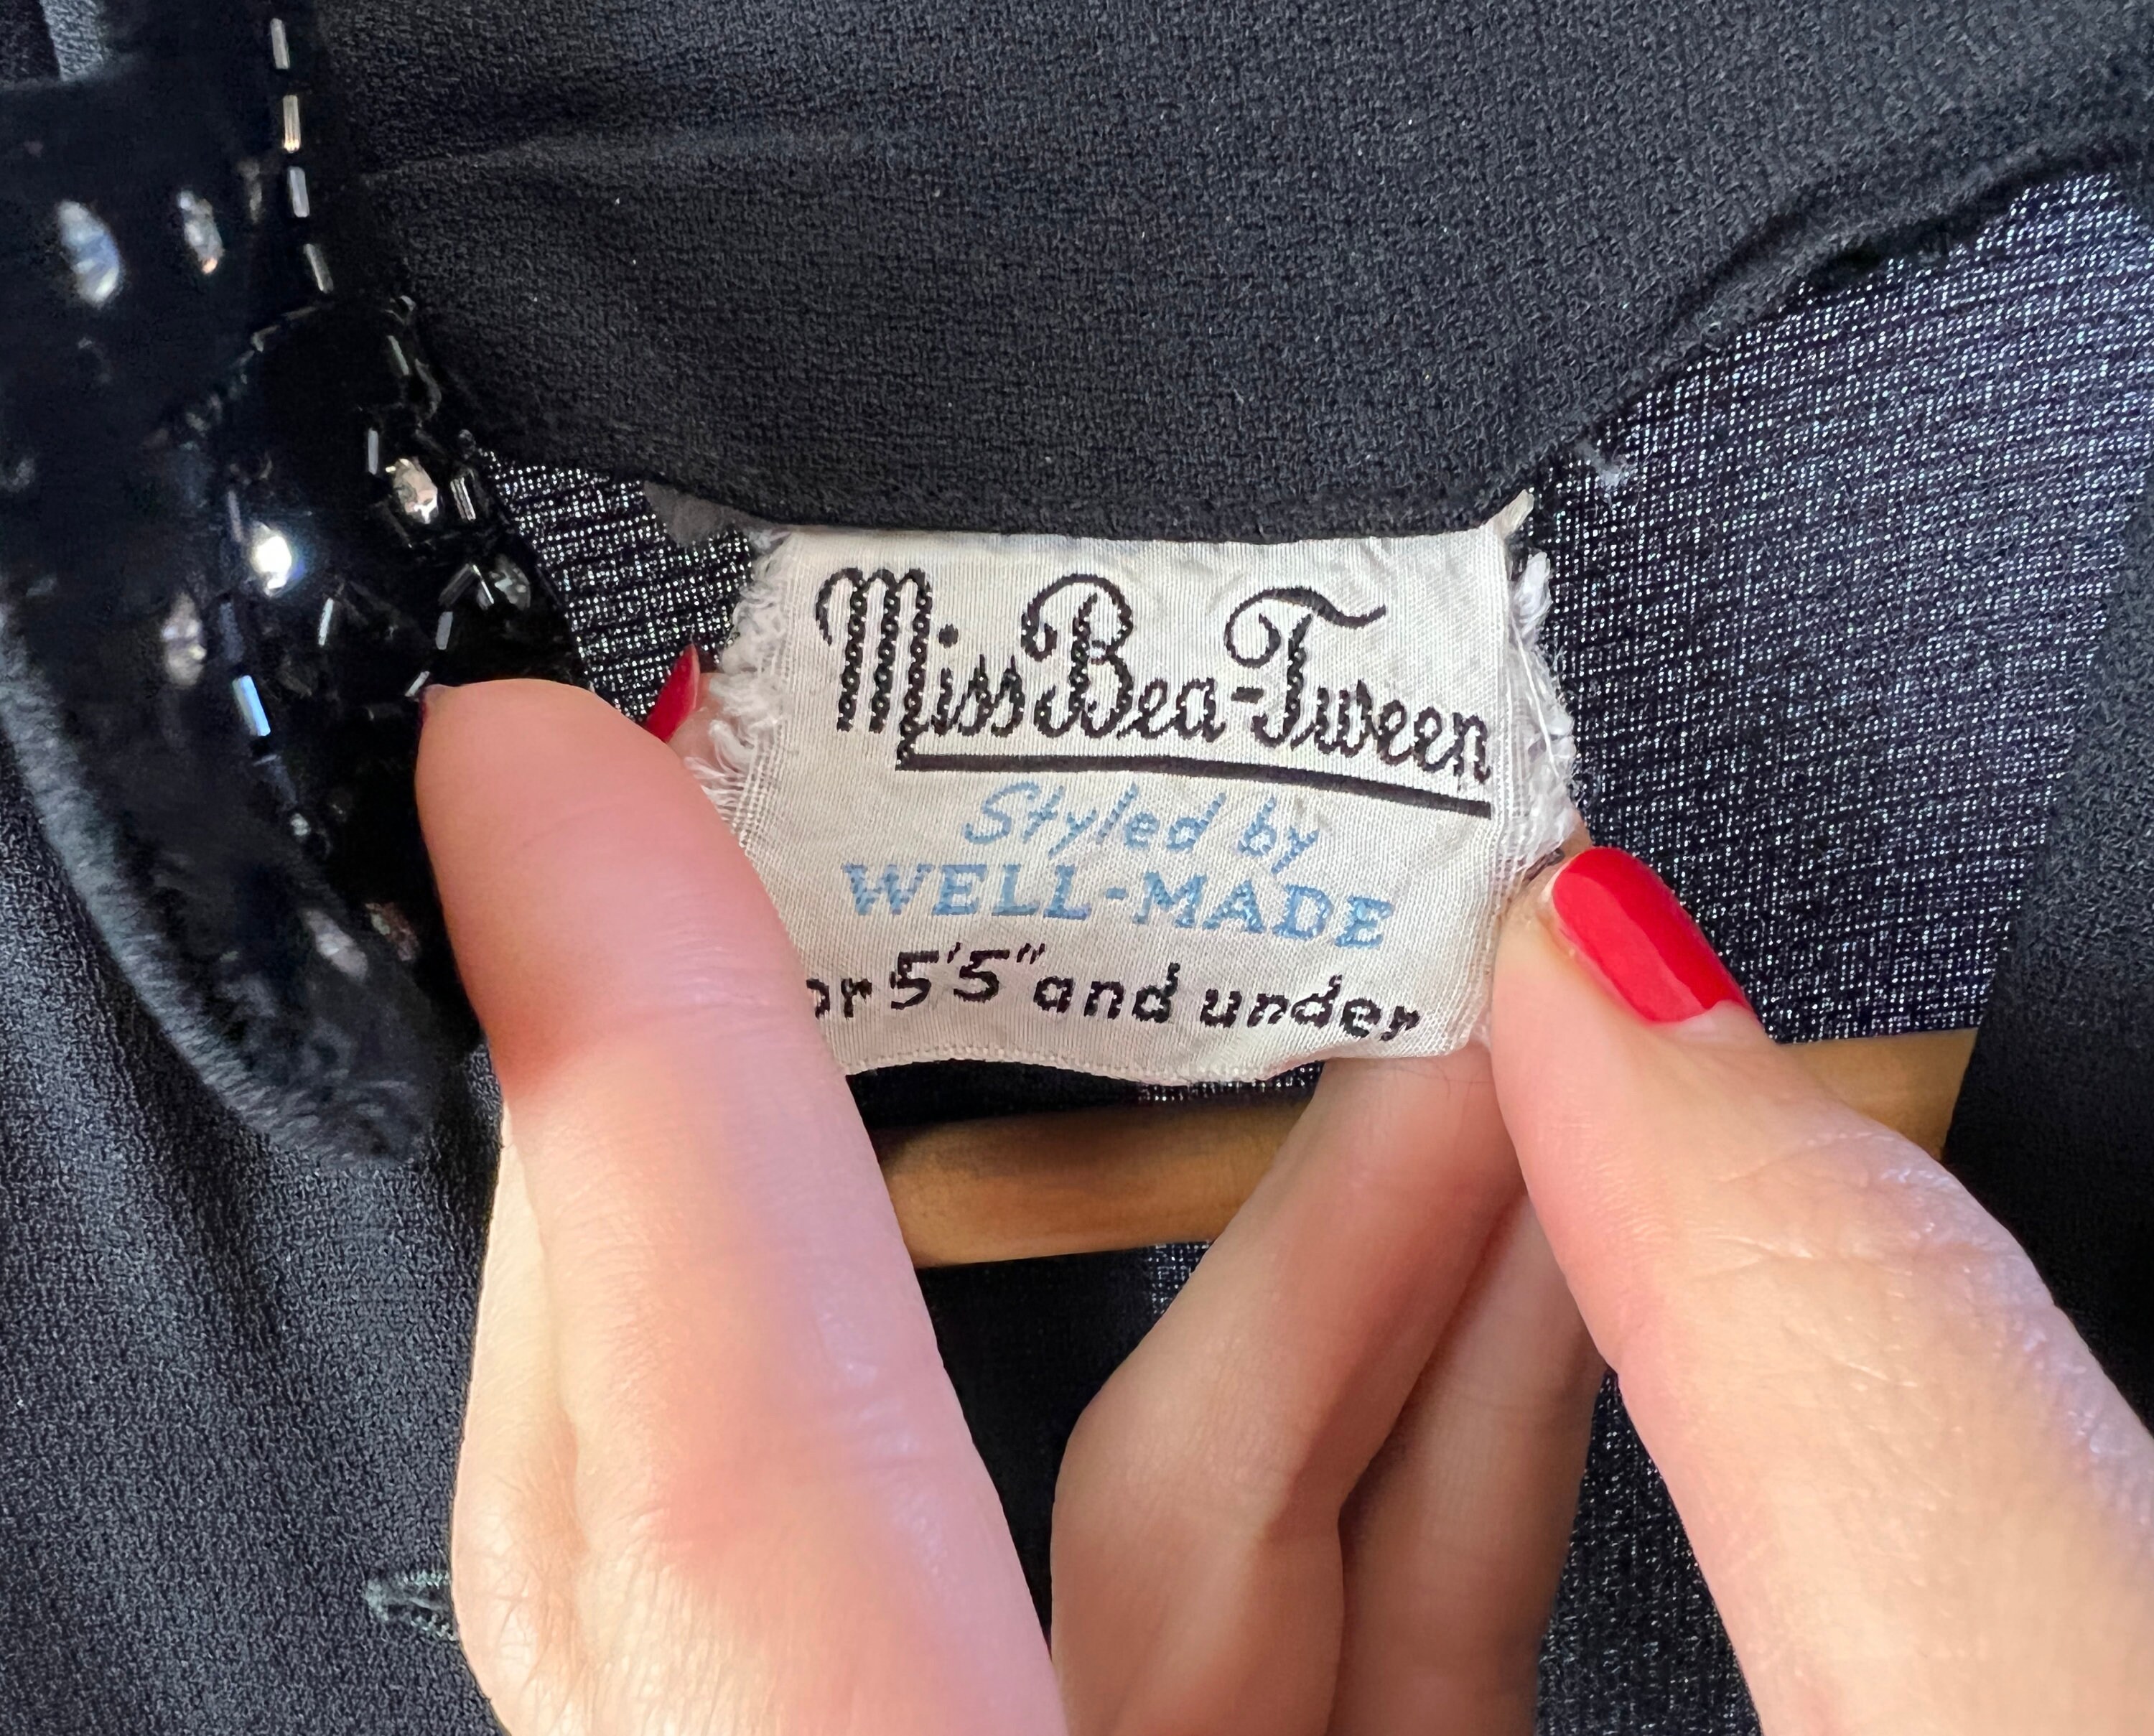 Miss Bea-Tween
Styled by
WELL-MADE
or 5'5" and under